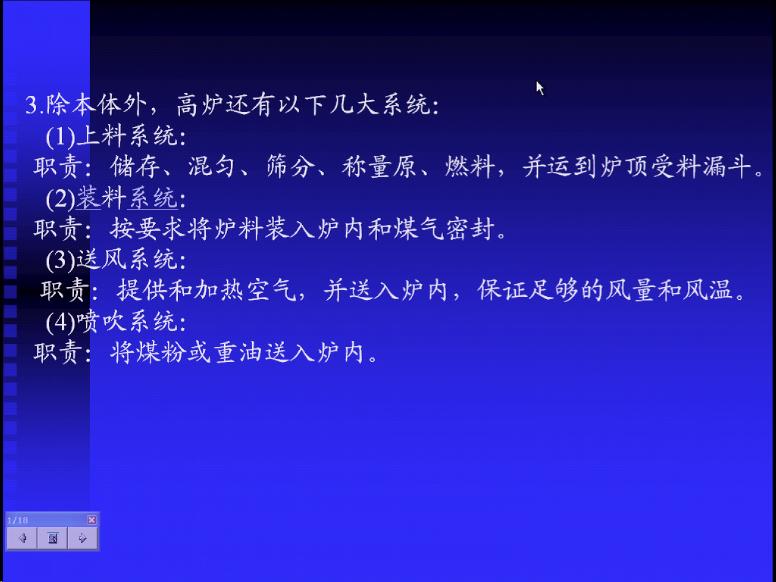 3.除本体外，高炉还有以下几大系统：
(1)上料系统：
职责：储存、混匀、筛分、称量原、燃料，并运到炉顶受料漏斗。
(2)装料系统：
职责：按要求将炉料装入炉内和煤气密封。
(3)送风系统：
职责：提供和加热空气，并送入炉内，保证足够的风量和风温。
(4)喷吹系统：
职责：将煤粉或重油送入炉内。
1/18